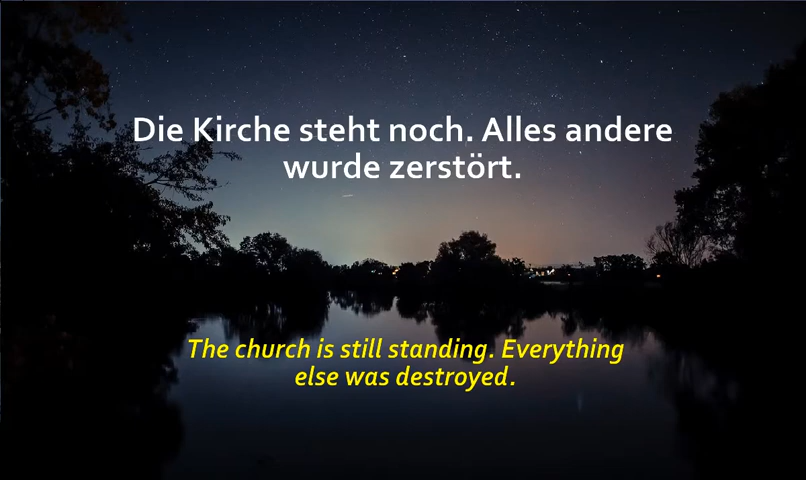 Die Kirche steht noch. Alles andere
wurde zerstört.
The church is still standing. Everything
else was destroyed.